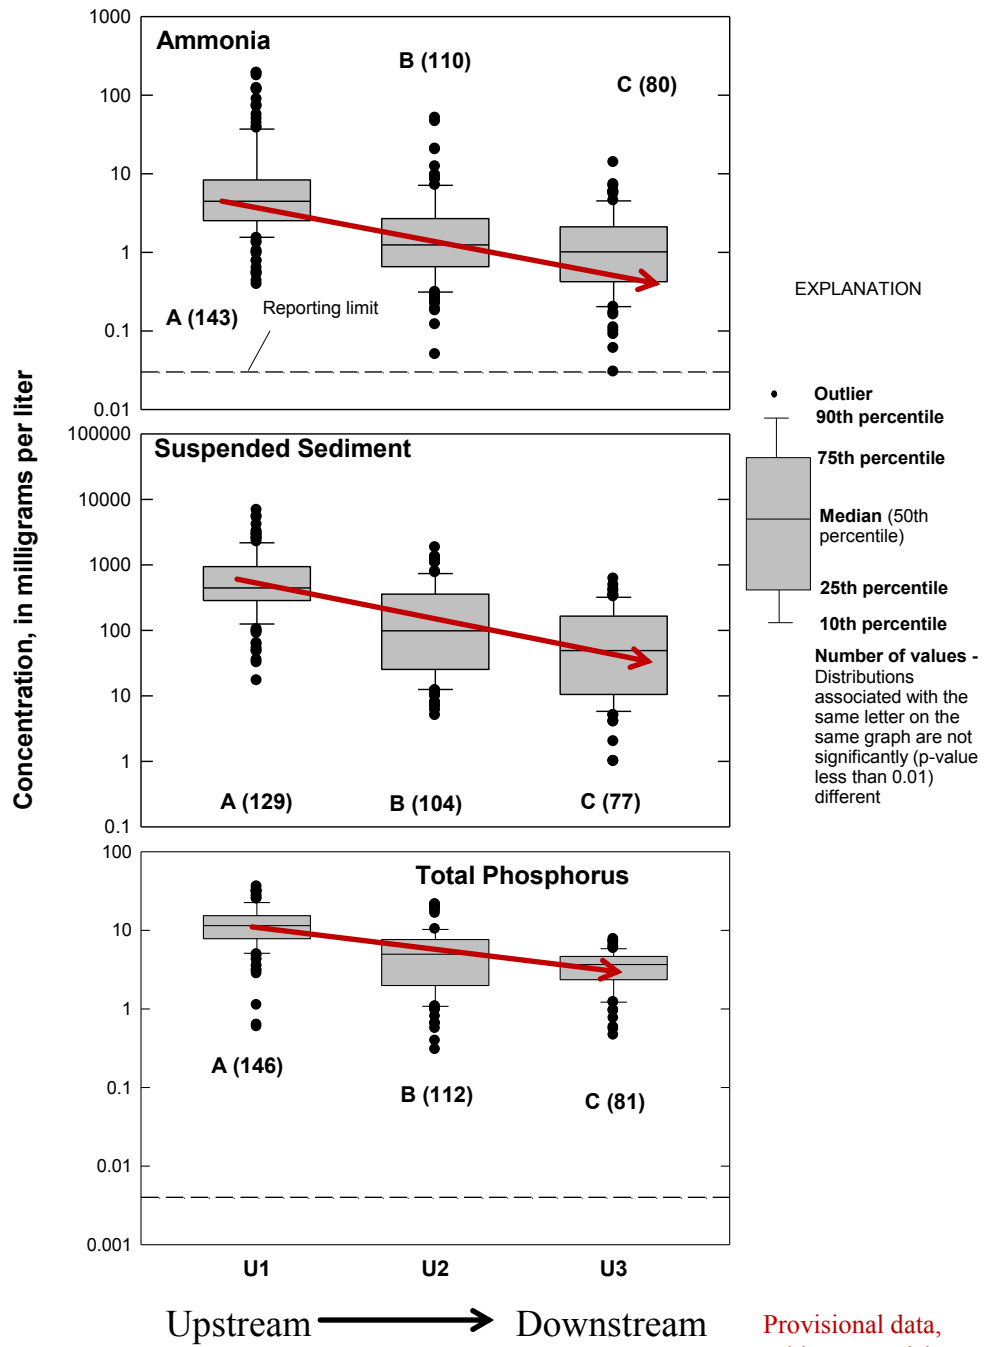 Concentration, in milligrams per liter
1000
100
10
1
0.1
0.01
Ammonia
B (110)
C (80)
A (143)
Reporting limit
100000
10000
1000
100
10
1
0.1
Suspended Sediment
A (129)
B (104)
C (77)
100
10
1
0.1
0.01
0.001
Total Phosphorus
A (146)
B (112)
C (81)
U1
U2
U3
Upstream
Downstream
EXPLANATION
Outlier
90th percentile
75th percentile
Median (50th
percentile)
25th percentile
10th percentile
Number of values -
Distributions
associated with the
same letter on the
same graph are not
significantly (p-value
less than 0.01)
different
Provisional data,